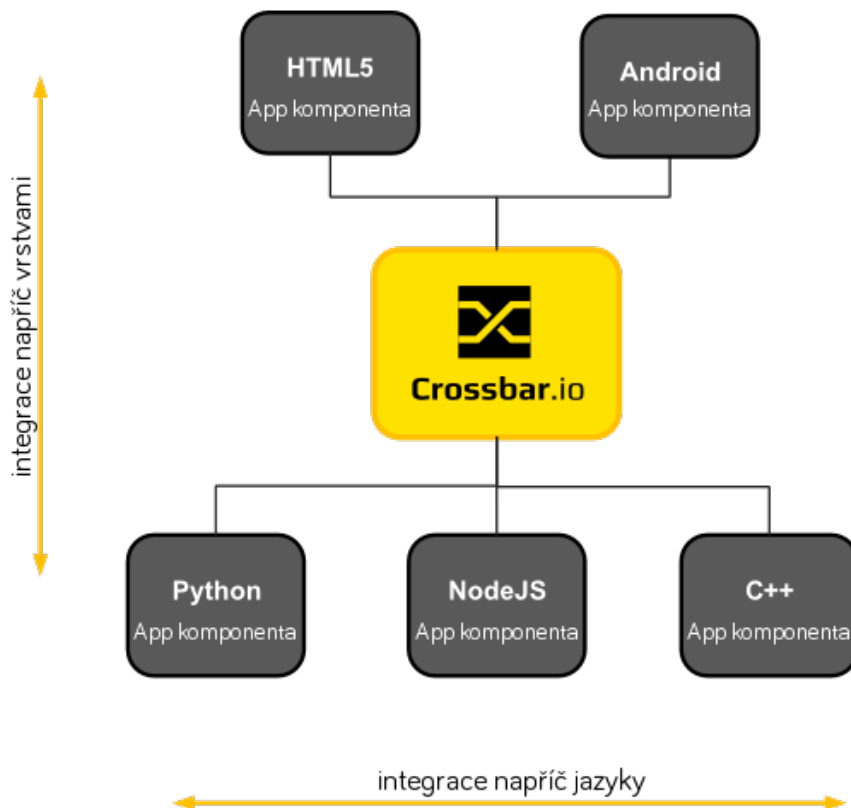 HTML5
App komponenta
Android
App komponenta
integrace napříč vrstvami
Crossbar.io
Python
App komponenta
NodeJS
App komponenta
C++
App komponenta
integrace napříč jazyky